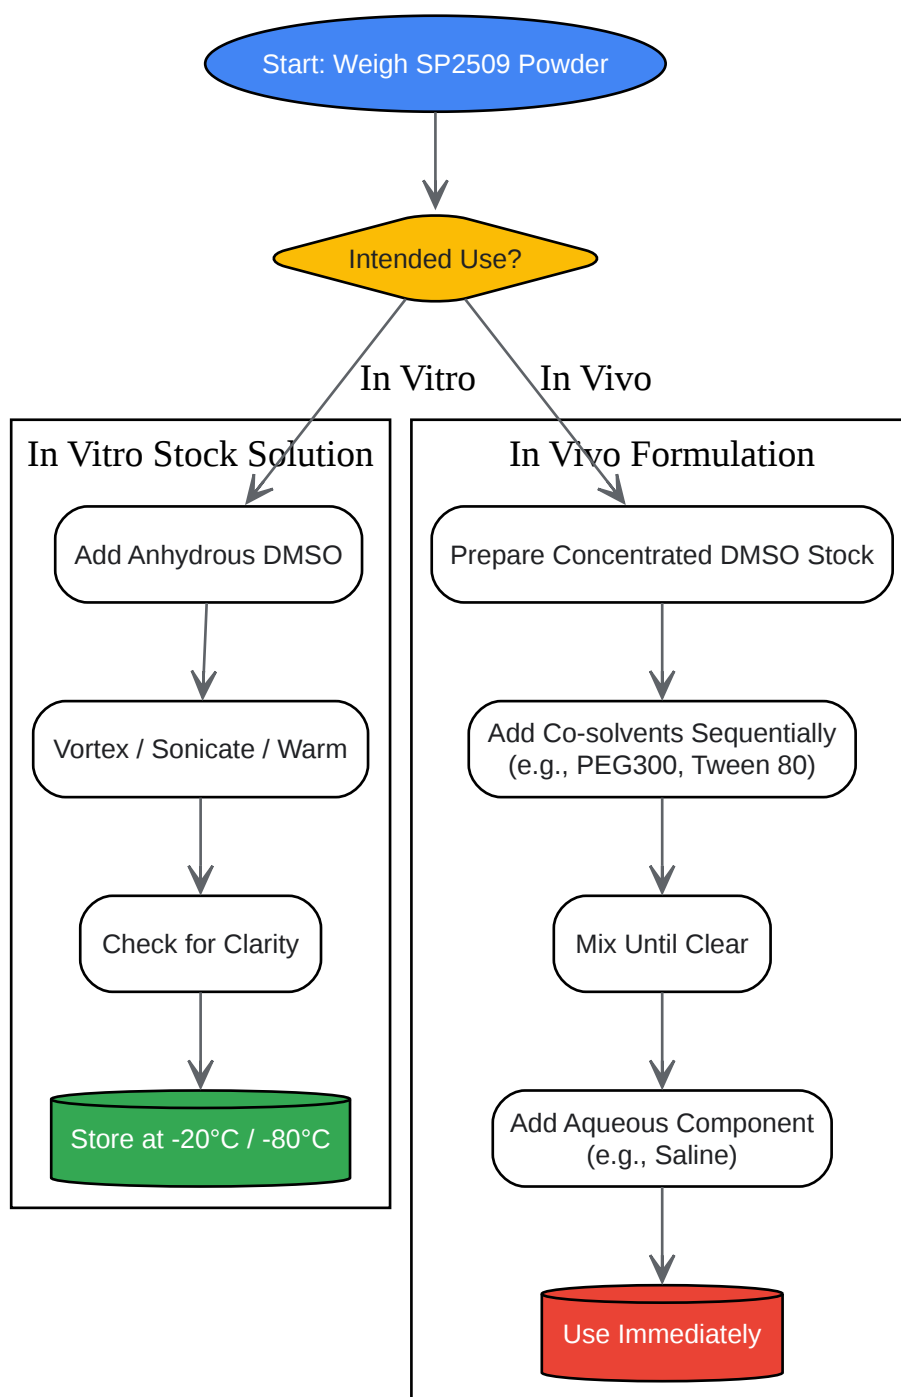 Start: Weigh SP2509 Powder
Intended Use?
In Vitro
In Vivo
In Vitro Stock Solution
Add Anhydrous DMSO
Vortex / Sonicate / Warm
Check for Clarity
Store at -20°C / -80°C
In Vivo Formulation
Prepare Concentrated DMSO Stock
Add Co-solvents Sequentially
(e.g., PEG300, Tween 80)
Mix Until Clear
Add Aqueous Component
(e.g., Saline)
Use Immediately